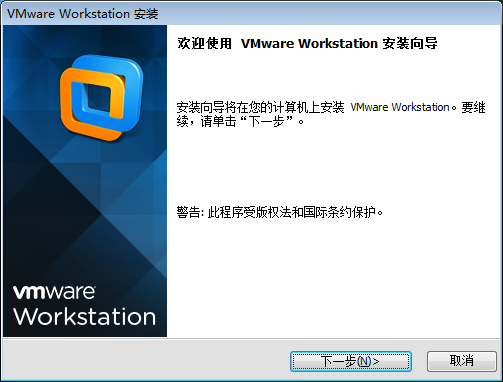 VMware Workstation 安装
欢迎使用 VMware Workstation 安装向导
安装向导将在您的计算机上安装 VMware Workstation。要继
续，请单击“下一步”。
警告: 此程序受版权法和国际条约保护。
vmware
Workstation
下一步(N)>
取消